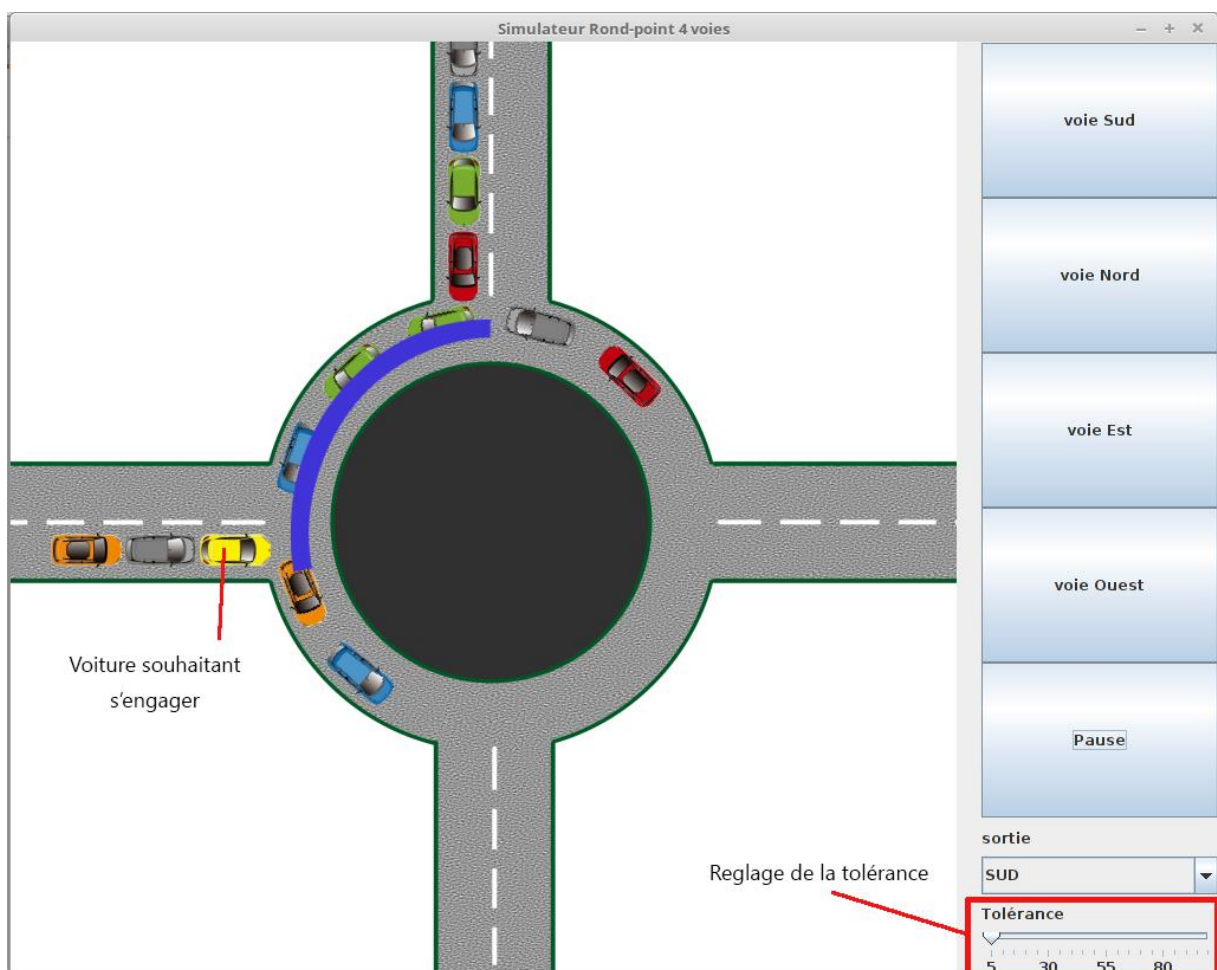 Simulateur Rond-point 4 voies
voie Sud
voie Nord
voie Est
voie Ouest
Pause
Voiture souhaitant
s'engager
sortie
SUD
Reglage de la tolérance
Tolérance
5 30 55 80